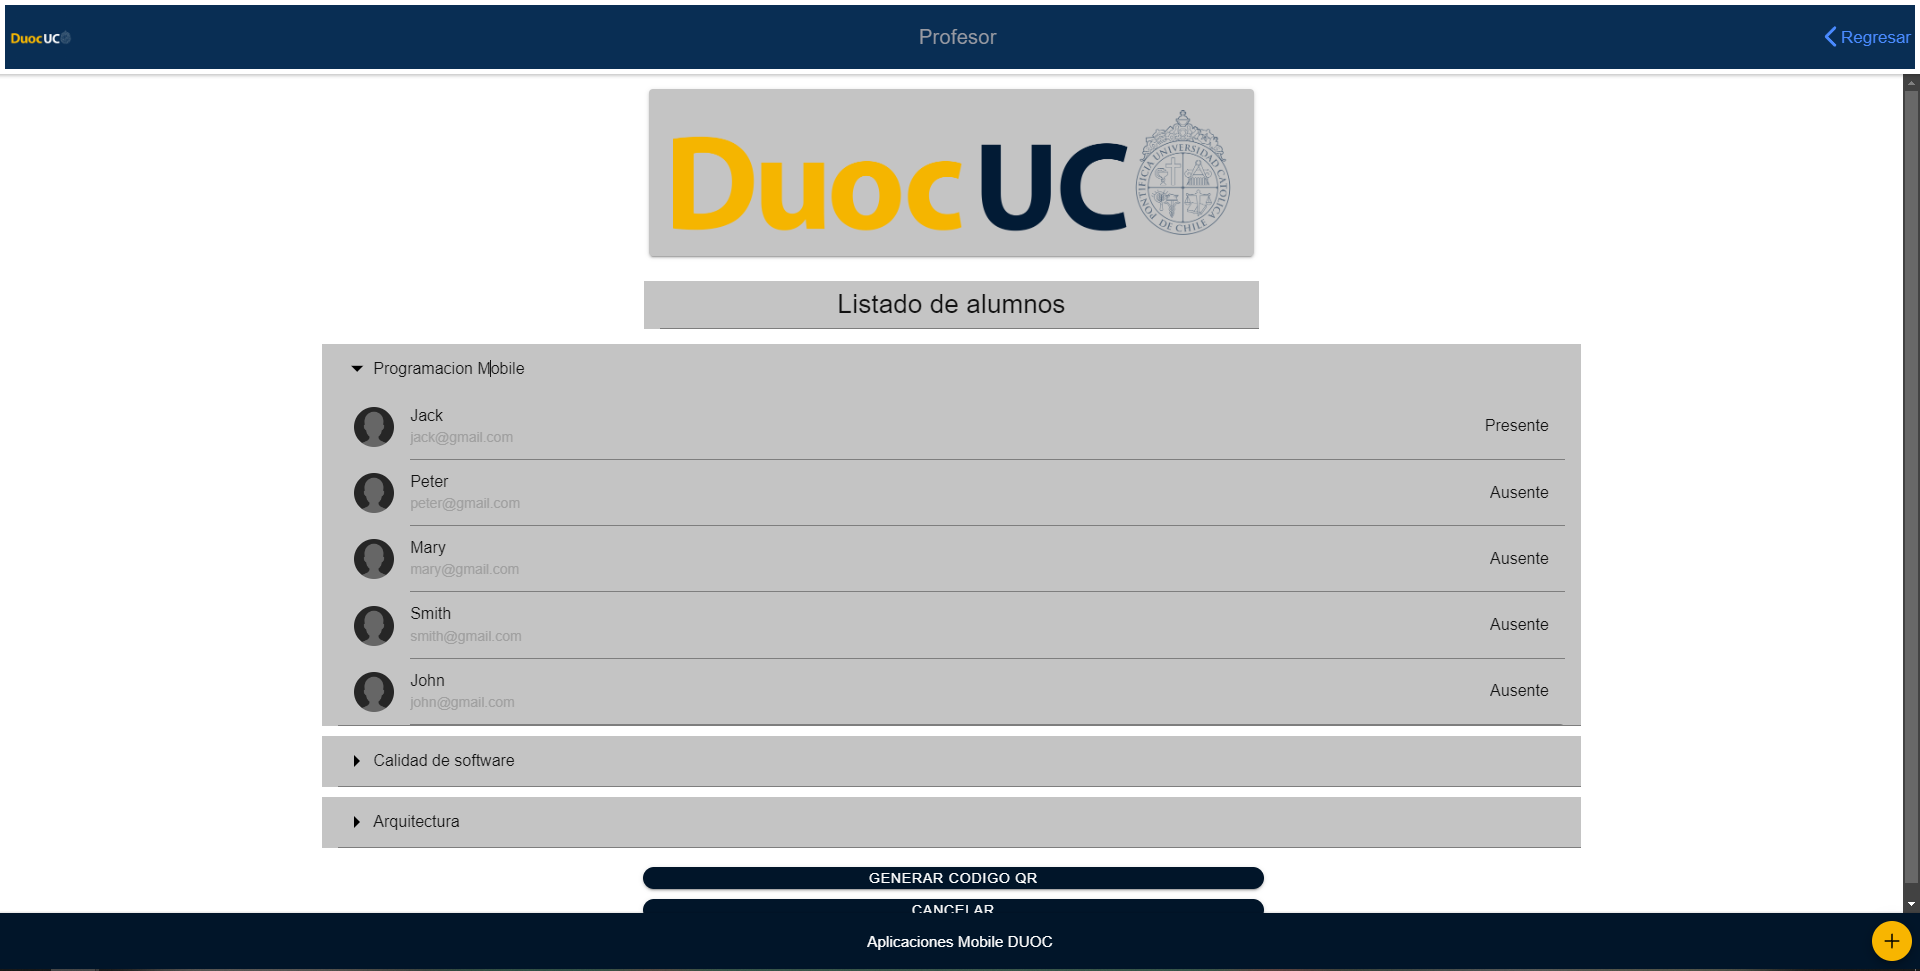 DuocUC
Profesor
Regresar
Duoc UC
PONTIFICIA UNIVERSIDAD CATOLICA DE CHILE
Listado de alumnos
Programacion Mobile
Jack
jack@gmail.com
Presente
Peter
peter@gmail.com
Ausente
Mary
mary@gmail.com
Ausente
Smith
smith@gmail.com
Ausente
John
john@gmail.com
Ausente
Calidad de software
Arquitectura
GENERAR CODIGO QR
CANCELAR
Aplicaciones Mobile DUOC